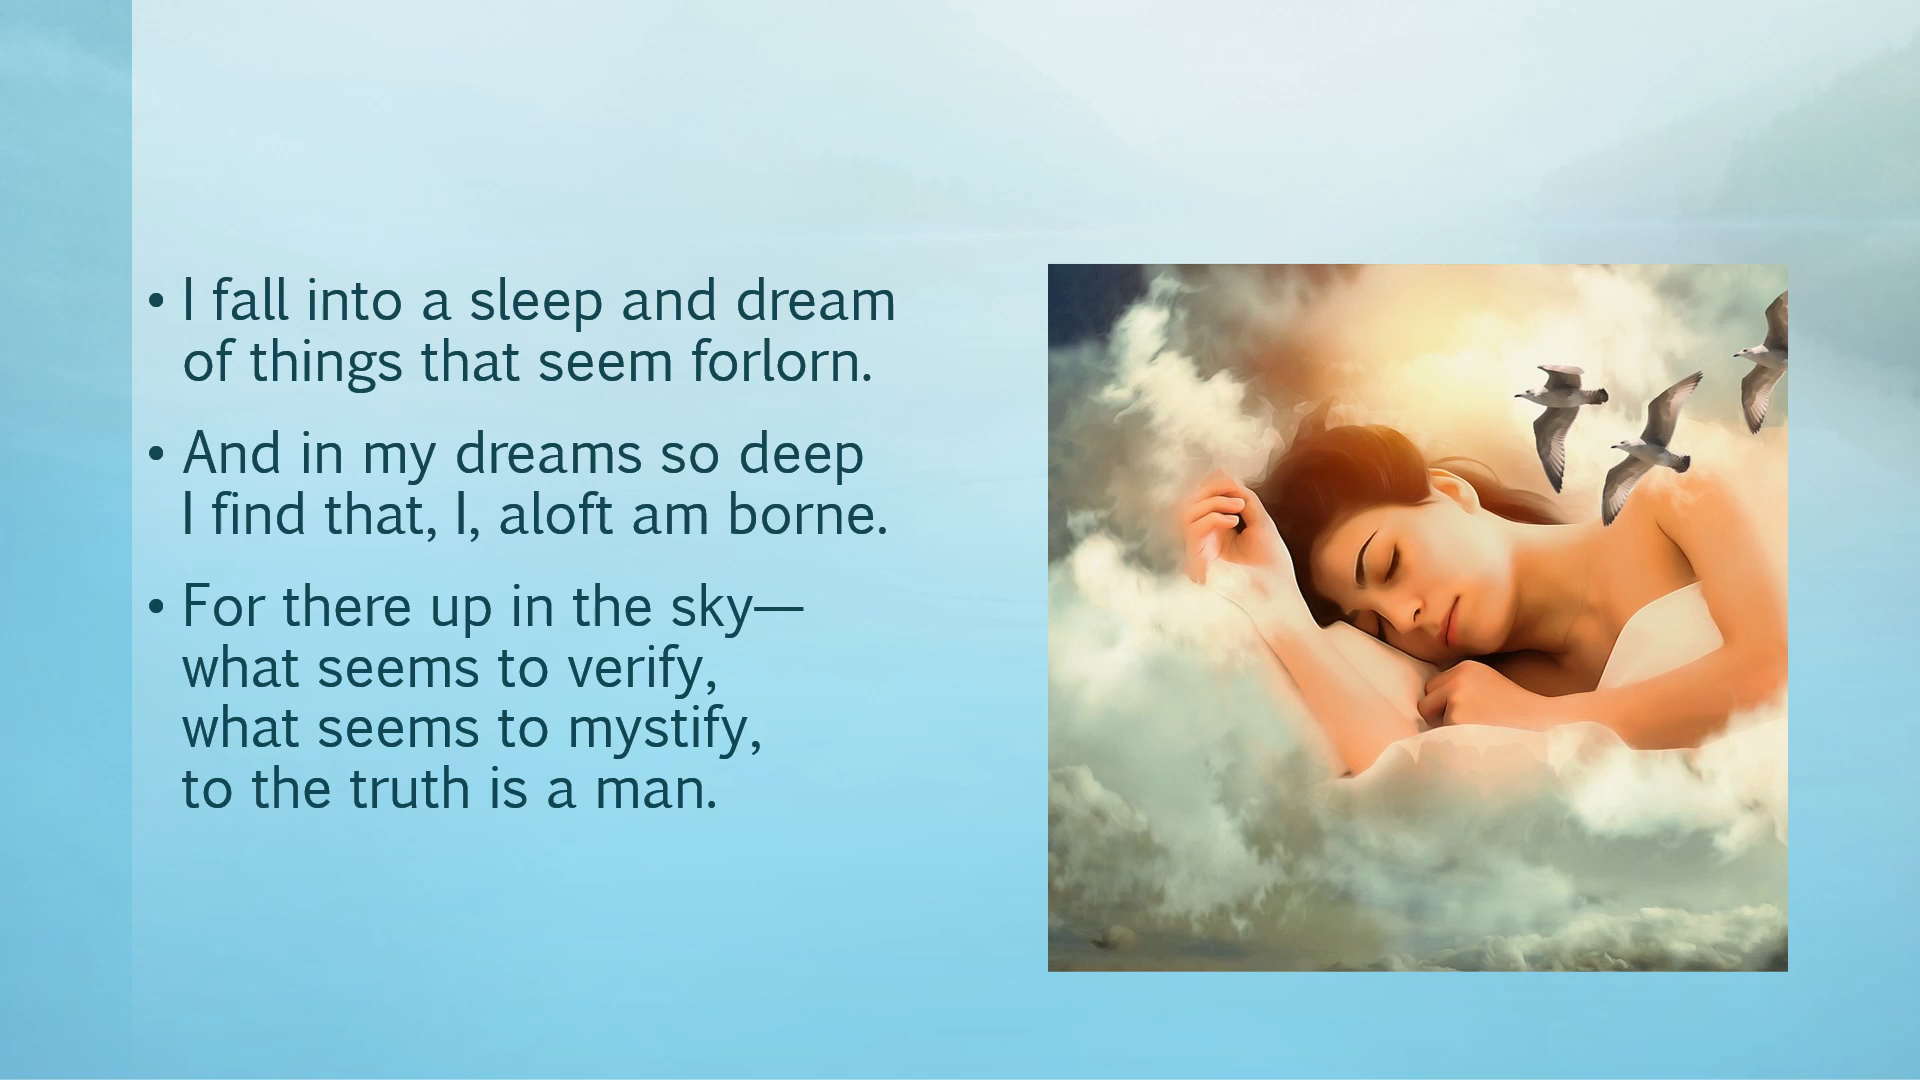 • I fall into a sleep and dream
of things that seem forlorn.
• And in my dreams so deep
I find that, I, aloft am borne.
• For there up in the sky—
what seems to verify,
what seems to mystify,
to the truth is a man.